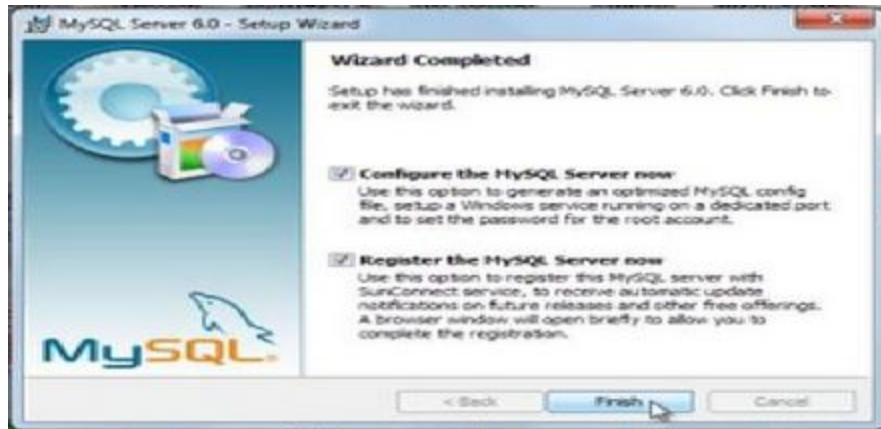 MySQL Server 6.0 - Setup Wizard
Wizard Completed
Setup has finished installing MySQL Server 6.0. Click Finish to
exit the wizard.
Configure the MySQL Server now
Use this option to generate an optimized MySQL config
file, setup a Windows service running on a dedicated port
and to set the password for the root account.
Register the MySQL Server now
Use this option to register this MySQL server with
SunConnect service, to receive automatic update
notifications on future releases and other free offerings.
A browser window will open briefly to allow you to
complete the registration.
MySQL.
< Back Finish Cancel